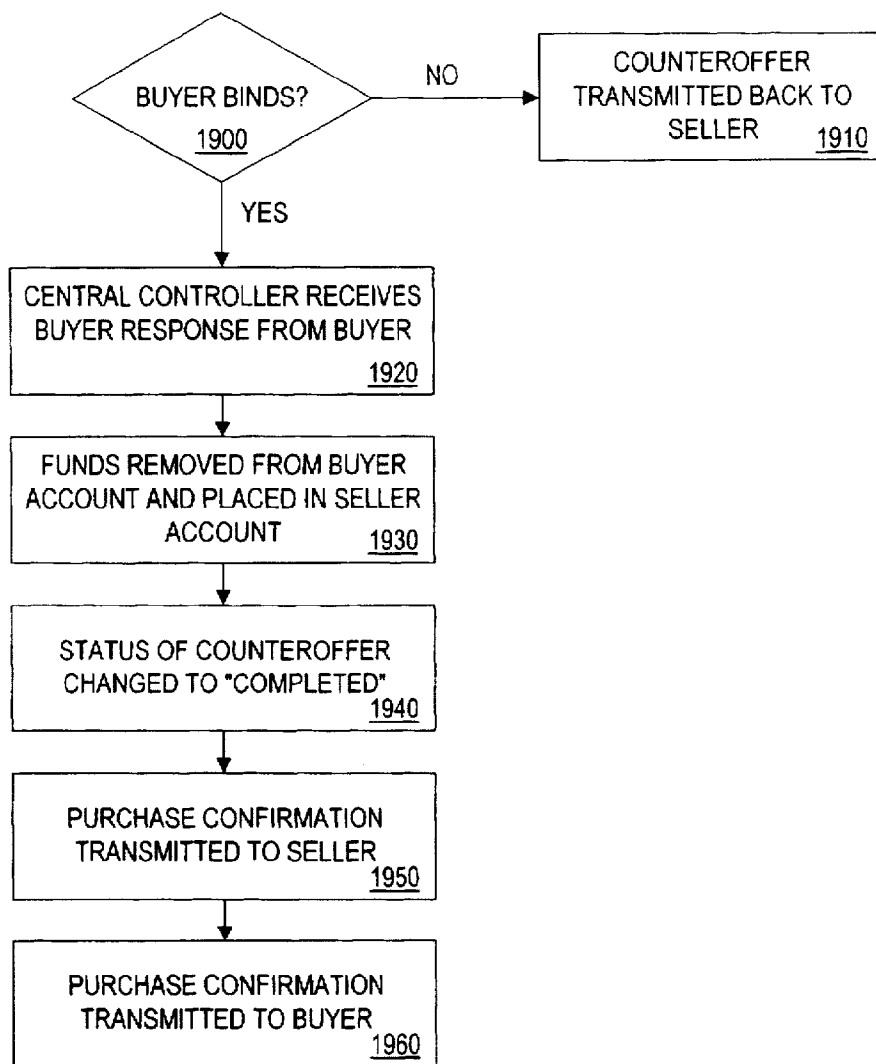 BUYER BINDS?
1900
NO
COUNTEROFFER
TRANSMITTED BACK TO
SELLER
1910
YES
CENTRAL CONTROLLER RECEIVES
BUYER RESPONSE FROM BUYER
1920
FUNDS REMOVED FROM BUYER
ACCOUNT AND PLACED IN SELLER
ACCOUNT
1930
STATUS OF COUNTEROFFER
CHANGED TO "COMPLETED"
1940
PURCHASE CONFIRMATION
TRANSMITTED TO SELLER
1950
PURCHASE CONFIRMATION
TRANSMITTED TO BUYER
1960